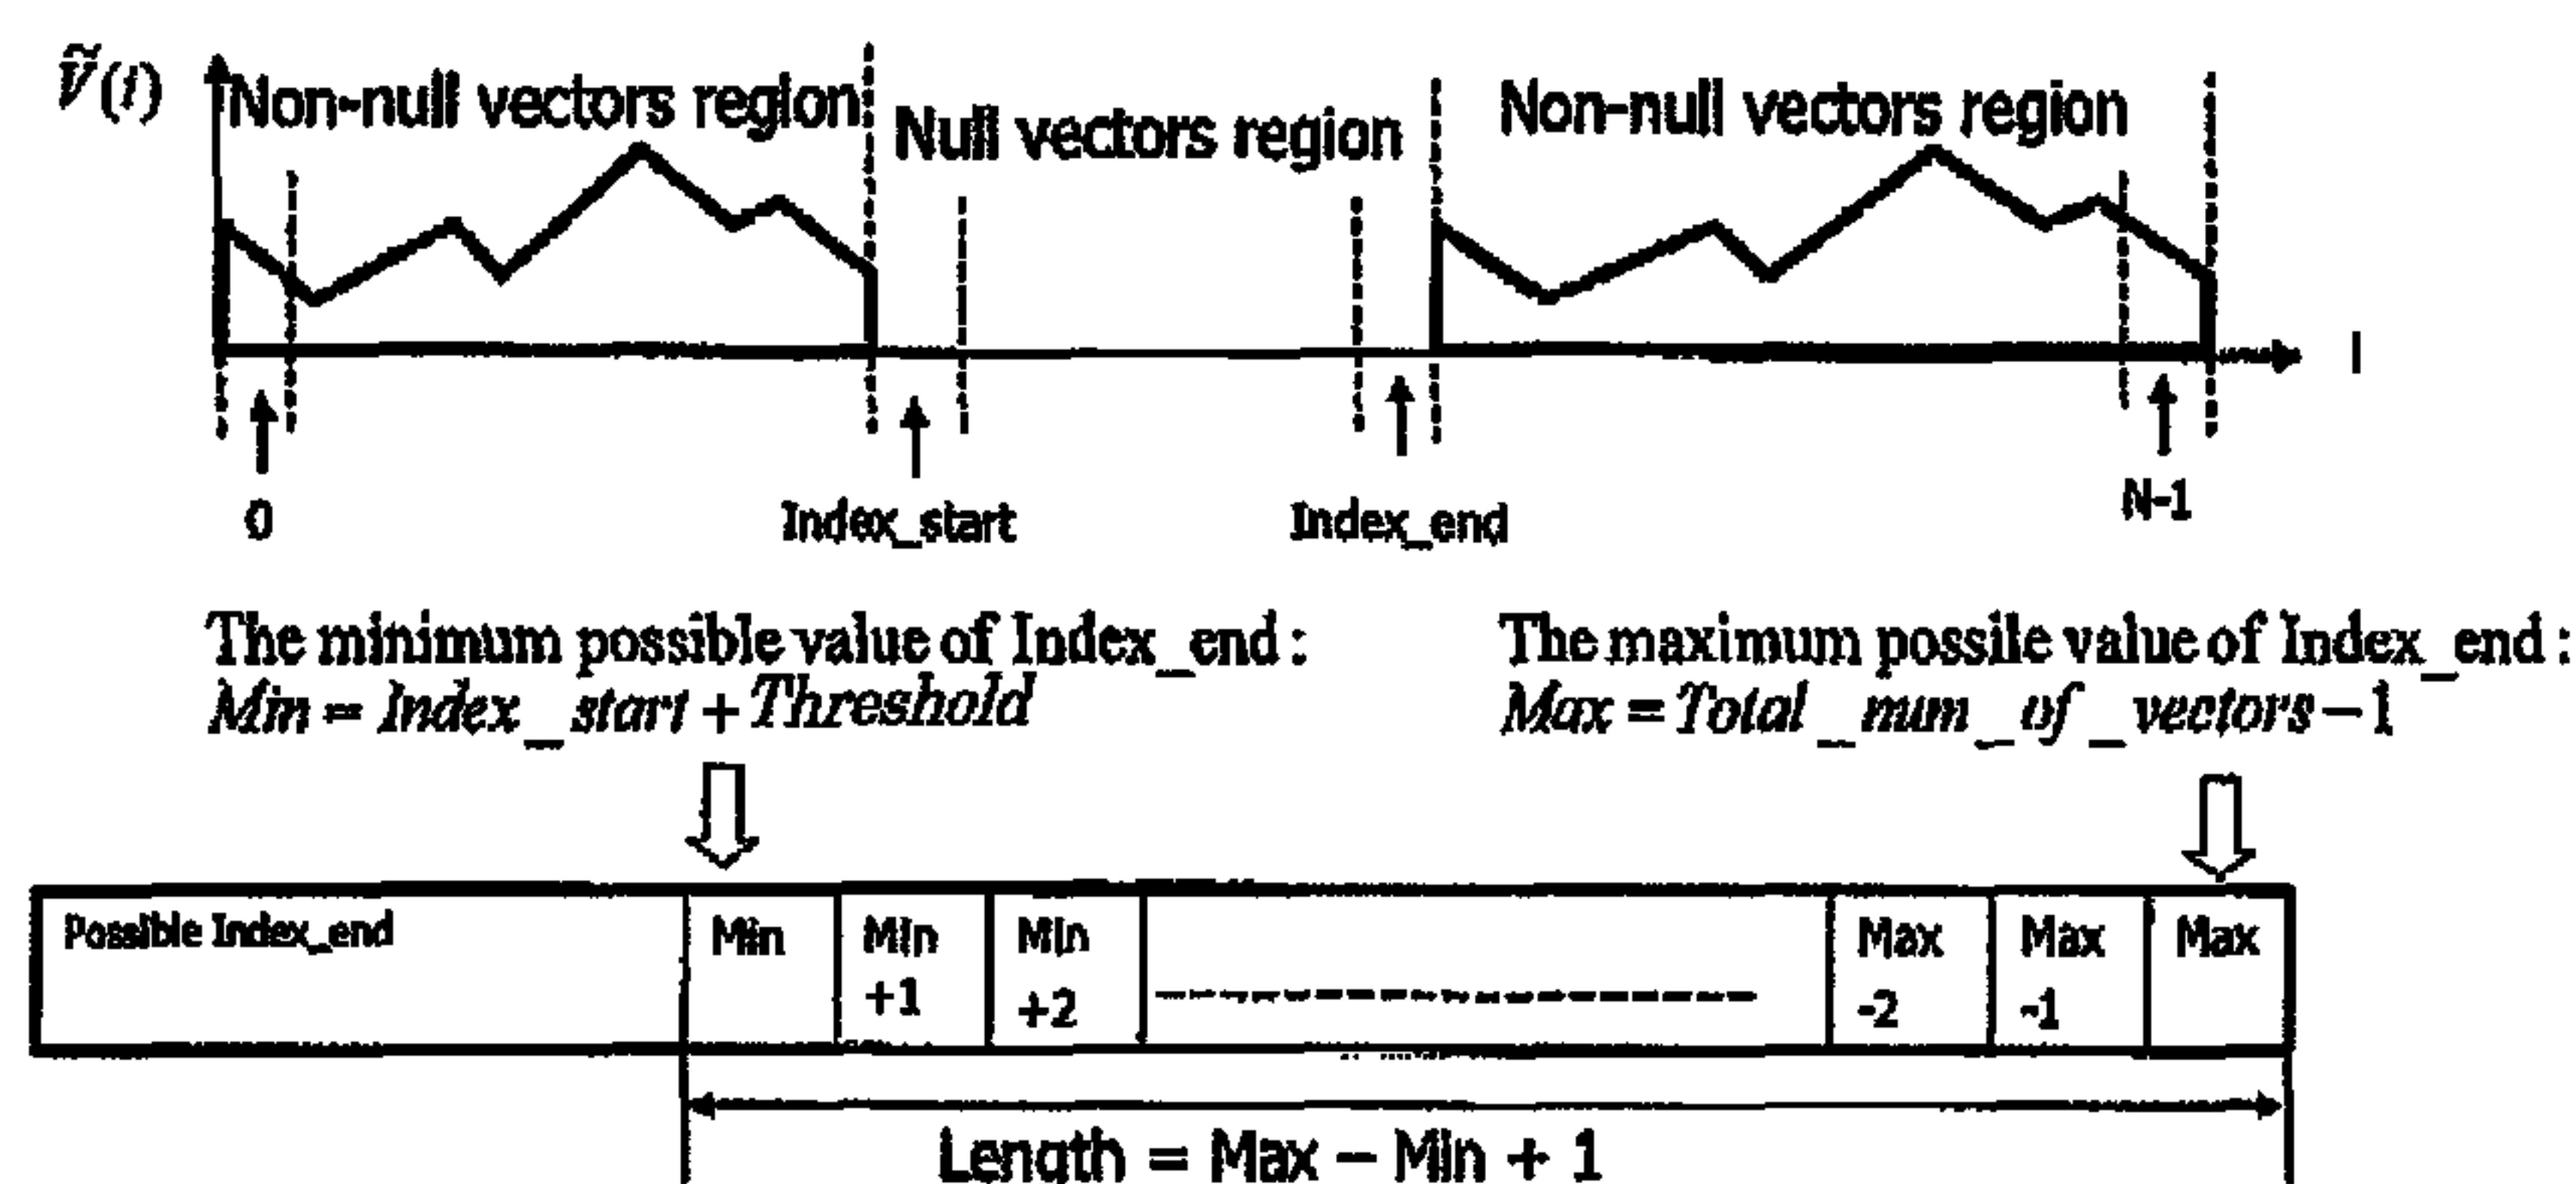 Ṽ(i)
Non-null vectors region
Null vectors region
Non-null vectors region
I
0
Index_start
Index_end
N-1
The minimum possible value of Index_end :
Min = Index_start + Threshold
The maximum possile value of Index_end :
Max = Total_num_of_vectors − 1
Possible Index_end
Min
Min
+1
Min
+2
Max
-2
Max
-1
Max
Length = Max − Min + 1